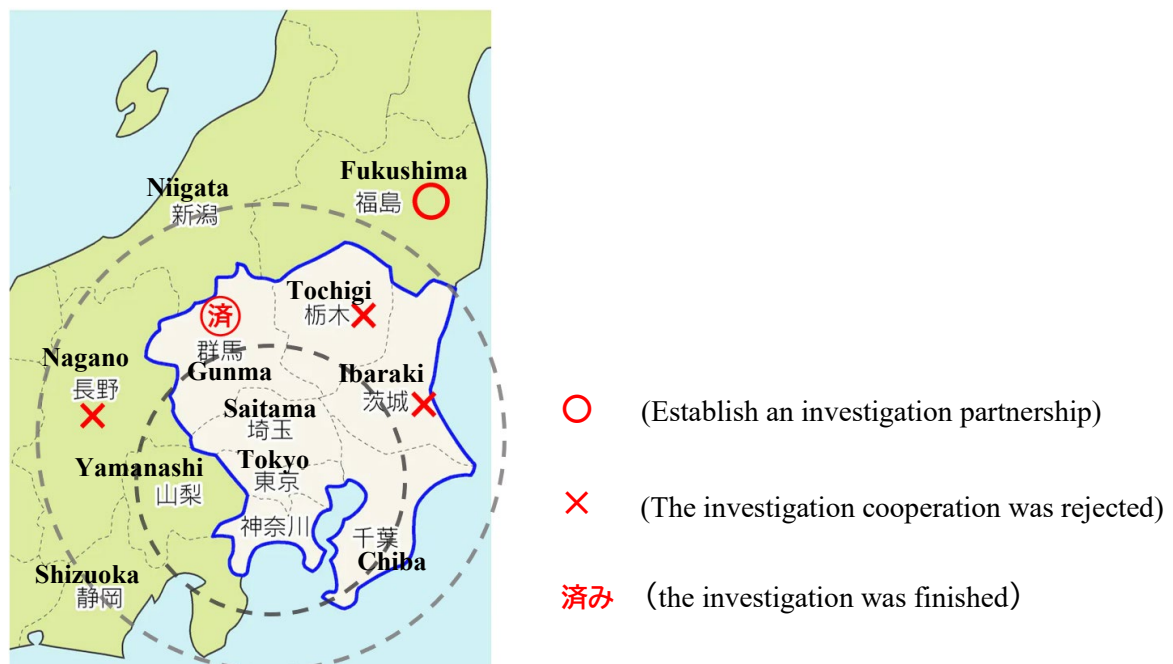 Fukushima
福島
Niigata
新潟
Tochigi
栃木
済
群馬
Gunma
Nagano
長野
Ibaraki
茨城
Saitama
埼玉
Tokyo
東京
Yamanashi
山梨
神奈川
千葉
Chiba
Shizuoka
静岡
(Establish an investigation partnership)
(The investigation cooperation was rejected)
済み （the investigation was finished）